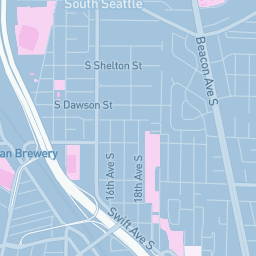 South Seattle
S Shelton St
Beacon Ave S
S Dawson St
an Brewery
16th Ave S
18th Ave S
Swift Ave S